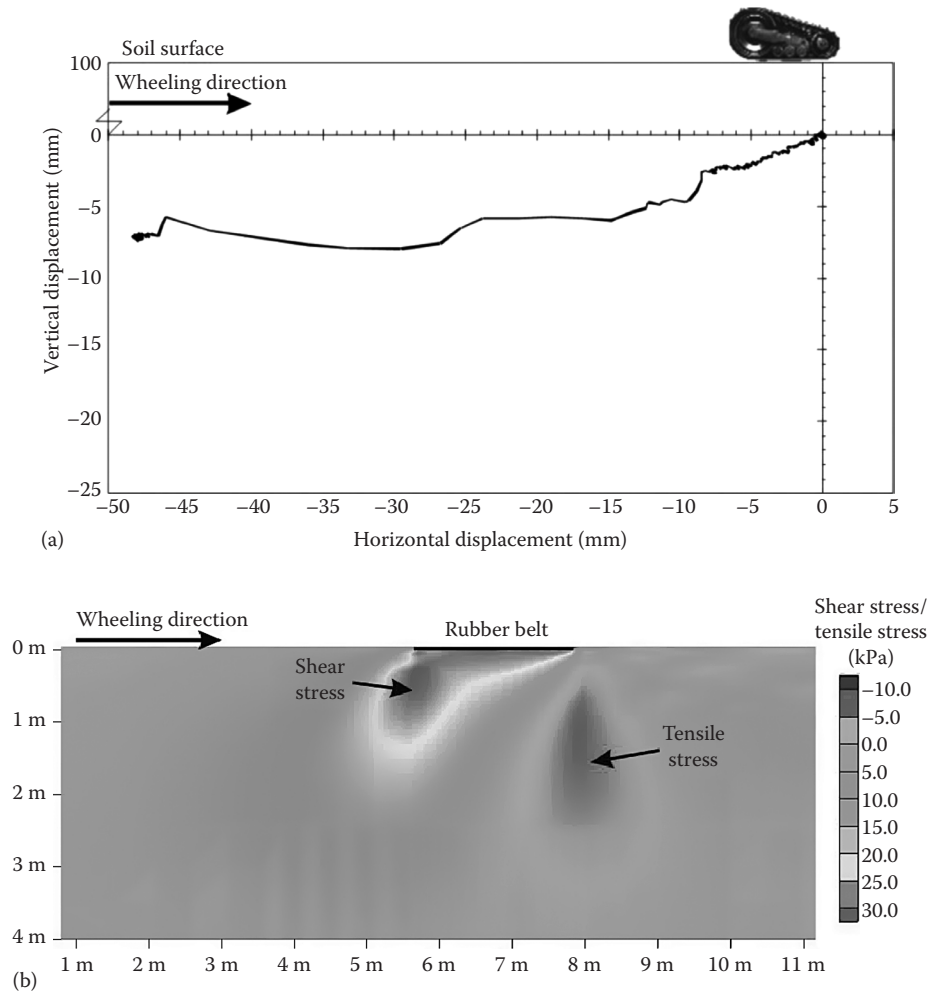 Soil surface
100
Wheeling direction
0
−5
−10
−15
−20
−25
Vertical displacement (mm)
−50 −45 −40 −35 −30 −25 −20 −15 −10 −5 0 5
(a)
Horizontal displacement (mm)
Wheeling direction
Rubber belt
Shear stress/
tensile stress
(kPa)
0 m
1 m
2 m
3 m
4 m
Shear
stress
Tensile
stress
−10.0
−5.0
0.0
5.0
10.0
15.0
20.0
25.0
30.0
1 m 2 m 3 m 4 m 5 m 6 m 7 m 8 m 9 m 10 m 11 m
(b)